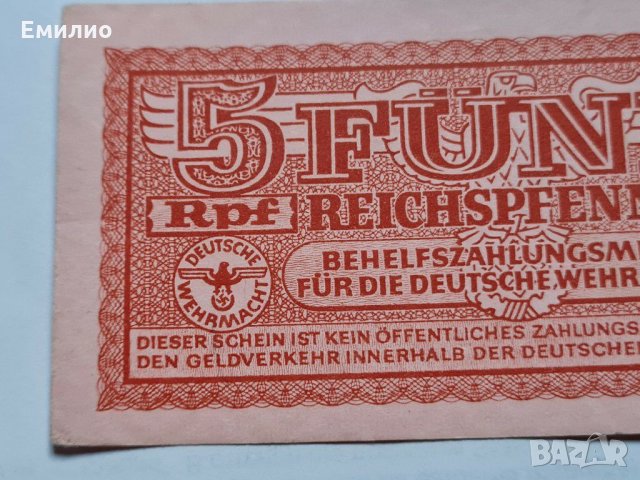 Емилио
5 FÜN
Rpf REICHSPFENN
BEHELFSZAHLUNGSM
FÜR DIE DEUTSCHE WEHR
DEUTSCHE
WEHRMACHT
DIESER SCHEIN IST KEIN ÖFFENTLICHES ZAHLUNGS
DEN GELDVERKEHR INNERHALB DER DEUTSCHEN
BAZAR